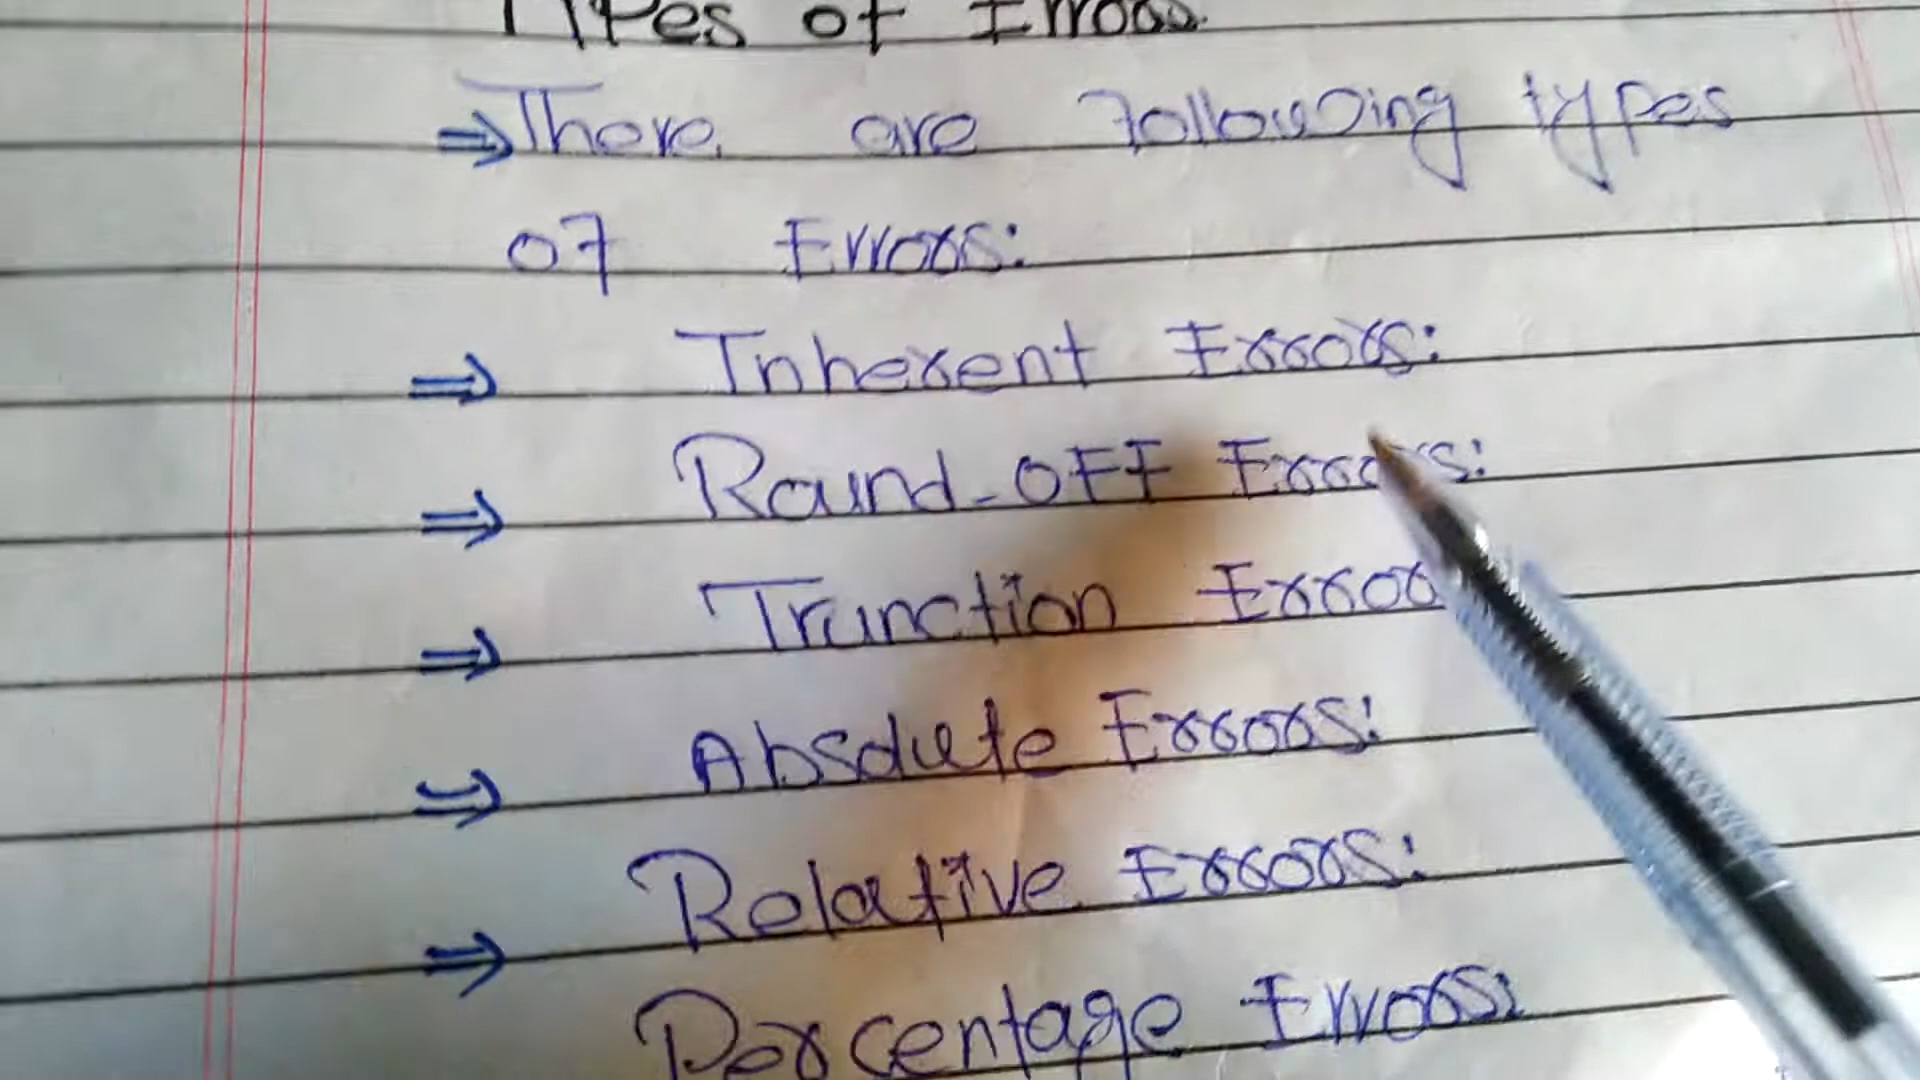 Types of Errors
⇒ There are following types
of Errors:
⇒ Inherent Errors:
⇒ Round-off Errors:
⇒ Trunction Error
⇒ Absolute Errors:
⇒ Relative Errors:
Percentage Errors: